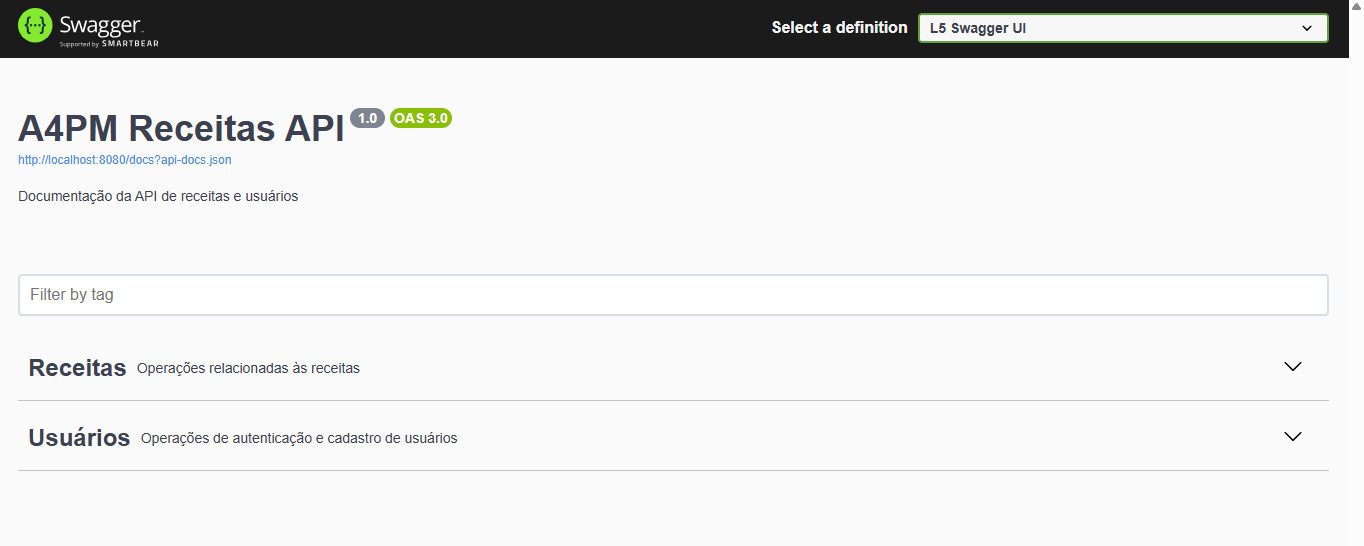 Swagger
Supported by SMARTBEAR
Select a definition
L5 Swagger UI
A4PM Receitas API 1.0 OAS 3.0
http://localhost:8080/docs?api-docs.json
Documentação da API de receitas e usuários
Filter by tag
Receitas Operações relacionadas às receitas
Usuários Operações de autenticação e cadastro de usuários